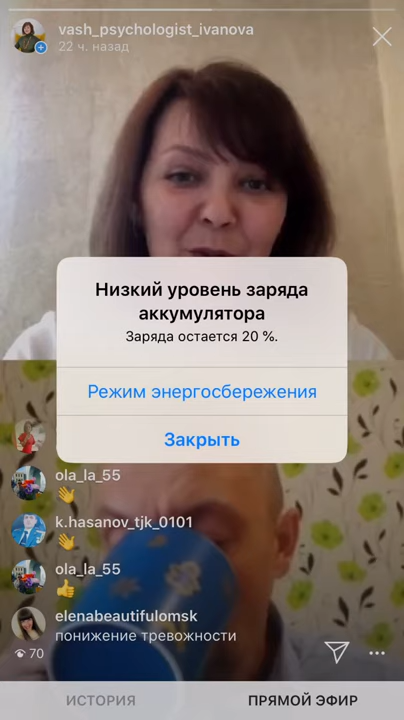 vash_psychologist_ivanova
22 ч. назад
Низкий уровень заряда
аккумулятора
Заряда остается 20 %.
Режим энергосбережения
Закрыть
ola_la_55
👋
k.hasanov_tjk_0101
👋
ola_la_55
👍
elenabeautifulomsk
понижение тревожности
70
ИСТОРИЯ
ПРЯМОЙ ЭФИР